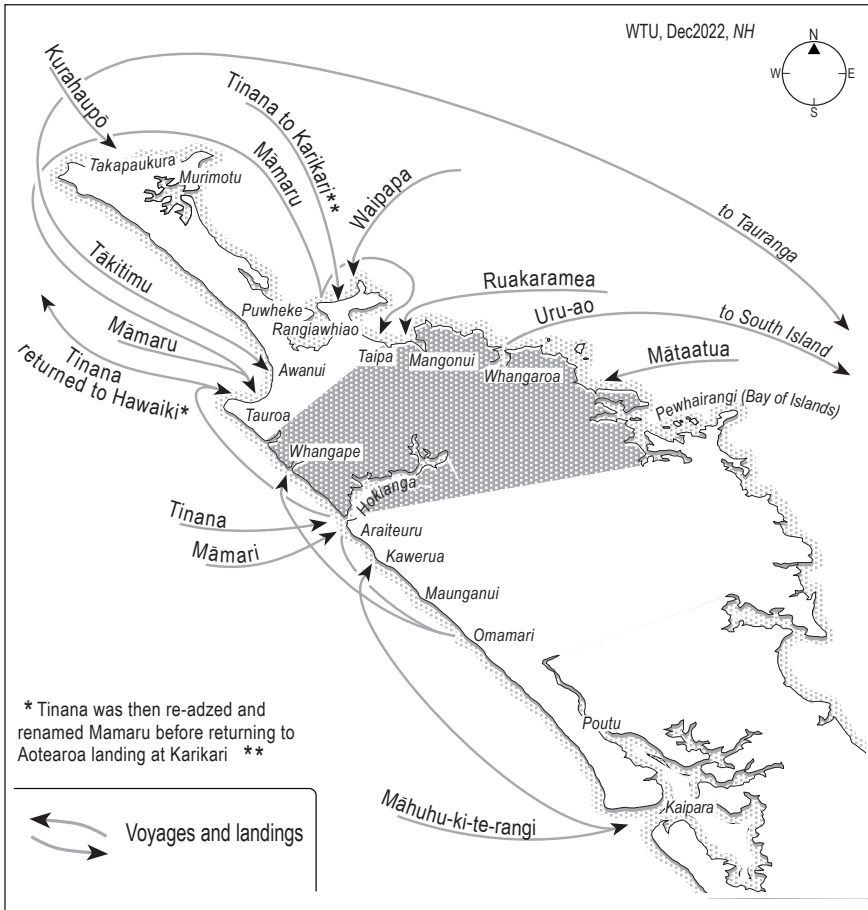 WTU, Dec2022, NH
N
W
E
S
Kurahaupō
Tinana to Karikari**
Māmaru
Waipapa
Takapaukura
Murimotu
to Tauranga
Tākitimu
Ruakaramea
Puwheke
Rangiawhiao
Uru-ao
to South Island
Māmaru
Tinana
returned to Hawaiki*
Awanui
Taipa
Mangonui
Whangaroa
Mātaatua
Pewhairangi (Bay of Islands)
Tauroa
Whangape
Hokianga
Tinana
Māmari
Araiteuru
Kawerua
Maunganui
Omamari
* Tinana was then re-adzed and
renamed Mamaru before returning to
Aotearoa landing at Karikari **
Poutu
Kaipara
Māhuhu-ki-te-rangi
Voyages and landings